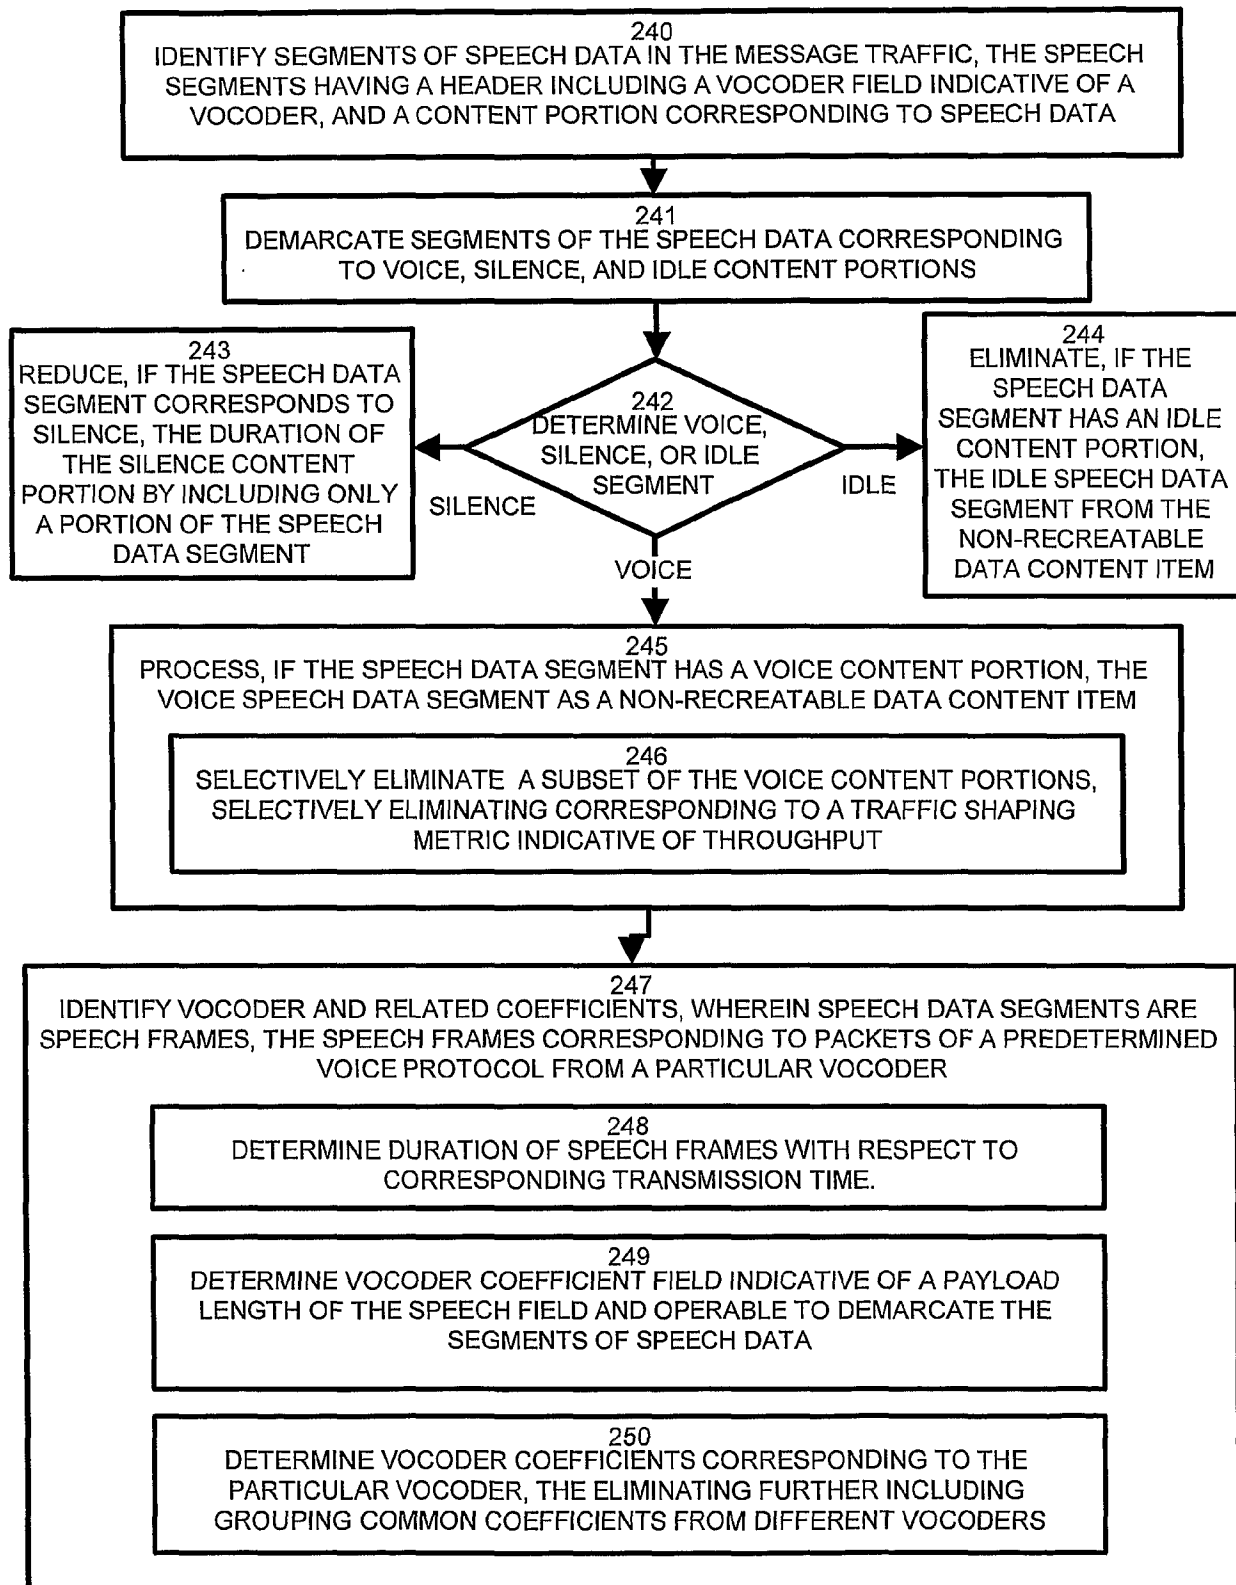 240
IDENTIFY SEGMENTS OF SPEECH DATA IN THE MESSAGE TRAFFIC, THE SPEECH
SEGMENTS HAVING A HEADER INCLUDING A VOCODER FIELD INDICATIVE OF A
VOCODER, AND A CONTENT PORTION CORRESPONDING TO SPEECH DATA
241
DEMARCATE SEGMENTS OF THE SPEECH DATA CORRESPONDING
TO VOICE, SILENCE, AND IDLE CONTENT PORTIONS
243
REDUCE, IF THE SPEECH DATA
SEGMENT CORRESPONDS TO
SILENCE, THE DURATION OF
THE SILENCE CONTENT
PORTION BY INCLUDING ONLY
A PORTION OF THE SPEECH
DATA SEGMENT
SILENCE
242
DETERMINE VOICE,
SILENCE, OR IDLE
SEGMENT
IDLE
VOICE
244
ELIMINATE, IF THE
SPEECH DATA
SEGMENT HAS AN IDLE
CONTENT PORTION,
THE IDLE SPEECH DATA
SEGMENT FROM THE
NON-RECREATABLE
DATA CONTENT ITEM
245
PROCESS, IF THE SPEECH DATA SEGMENT HAS A VOICE CONTENT PORTION, THE
VOICE SPEECH DATA SEGMENT AS A NON-RECREATABLE DATA CONTENT ITEM
246
SELECTIVELY ELIMINATE A SUBSET OF THE VOICE CONTENT PORTIONS,
SELECTIVELY ELIMINATING CORRESPONDING TO A TRAFFIC SHAPING
METRIC INDICATIVE OF THROUGHPUT
247
IDENTIFY VOCODER AND RELATED COEFFICIENTS, WHEREIN SPEECH DATA SEGMENTS ARE
SPEECH FRAMES, THE SPEECH FRAMES CORRESPONDING TO PACKETS OF A PREDETERMINED
VOICE PROTOCOL FROM A PARTICULAR VOCODER
248
DETERMINE DURATION OF SPEECH FRAMES WITH RESPECT TO
CORRESPONDING TRANSMISSION TIME.
249
DETERMINE VOCODER COEFFICIENT FIELD INDICATIVE OF A PAYLOAD
LENGTH OF THE SPEECH FIELD AND OPERABLE TO DEMARCATE THE
SEGMENTS OF SPEECH DATA
250
DETERMINE VOCODER COEFFICIENTS CORRESPONDING TO THE
PARTICULAR VOCODER, THE ELIMINATING FURTHER INCLUDING
GROUPING COMMON COEFFICIENTS FROM DIFFERENT VOCODERS